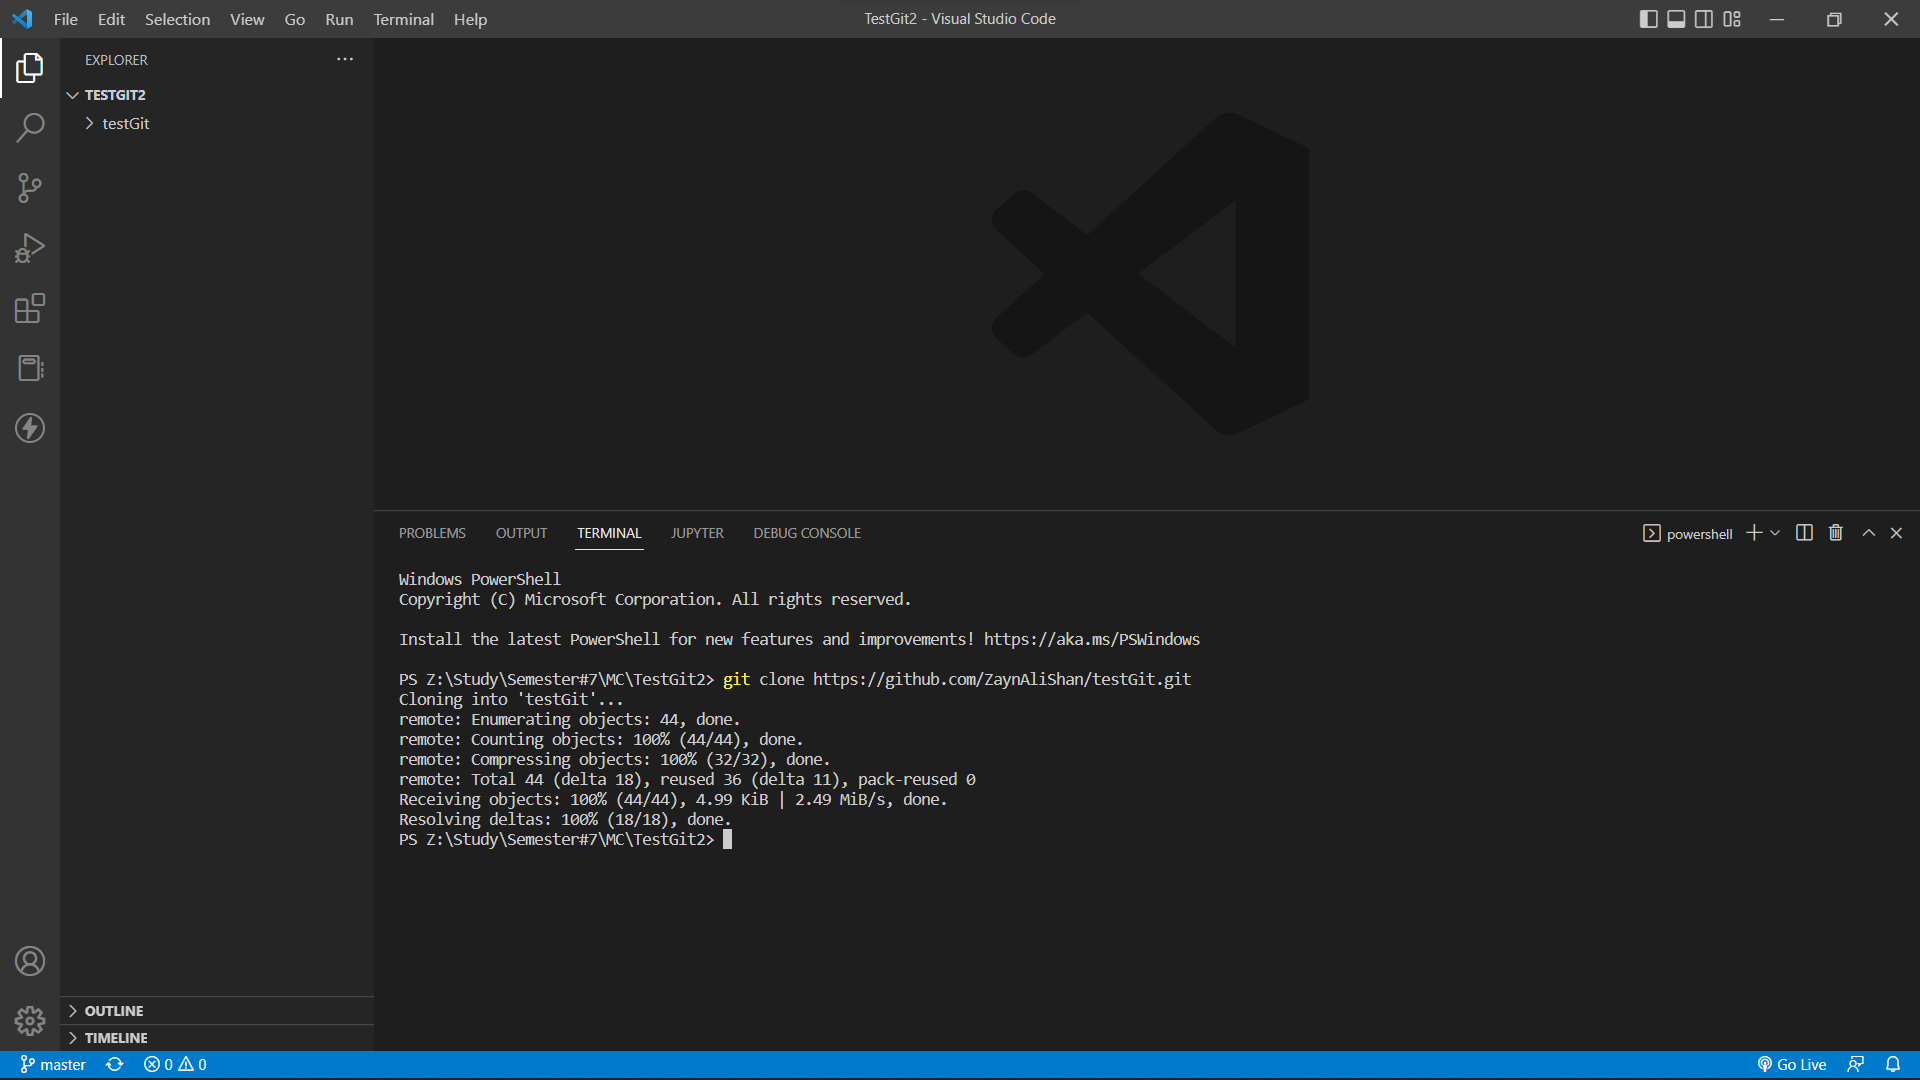 File Edit Selection View Go Run Terminal Help
TestGit2 - Visual Studio Code
EXPLORER
TESTGIT2
testGit
PROBLEMS OUTPUT TERMINAL JUPYTER DEBUG CONSOLE
powershell
Windows PowerShell
Copyright (C) Microsoft Corporation. All rights reserved.
Install the latest PowerShell for new features and improvements! https://aka.ms/PSWindows
PS Z:\Study\Semester#7\MC\TestGit2> git clone https://github.com/ZaynAliShan/testGit.git
Cloning into 'testGit'...
remote: Enumerating objects: 44, done.
remote: Counting objects: 100% (44/44), done.
remote: Compressing objects: 100% (32/32), done.
remote: Total 44 (delta 18), reused 36 (delta 11), pack-reused 0
Receiving objects: 100% (44/44), 4.99 KiB | 2.49 MiB/s, done.
Resolving deltas: 100% (18/18), done.
PS Z:\Study\Semester#7\MC\TestGit2>
OUTLINE
TIMELINE
master 0 0
Go Live